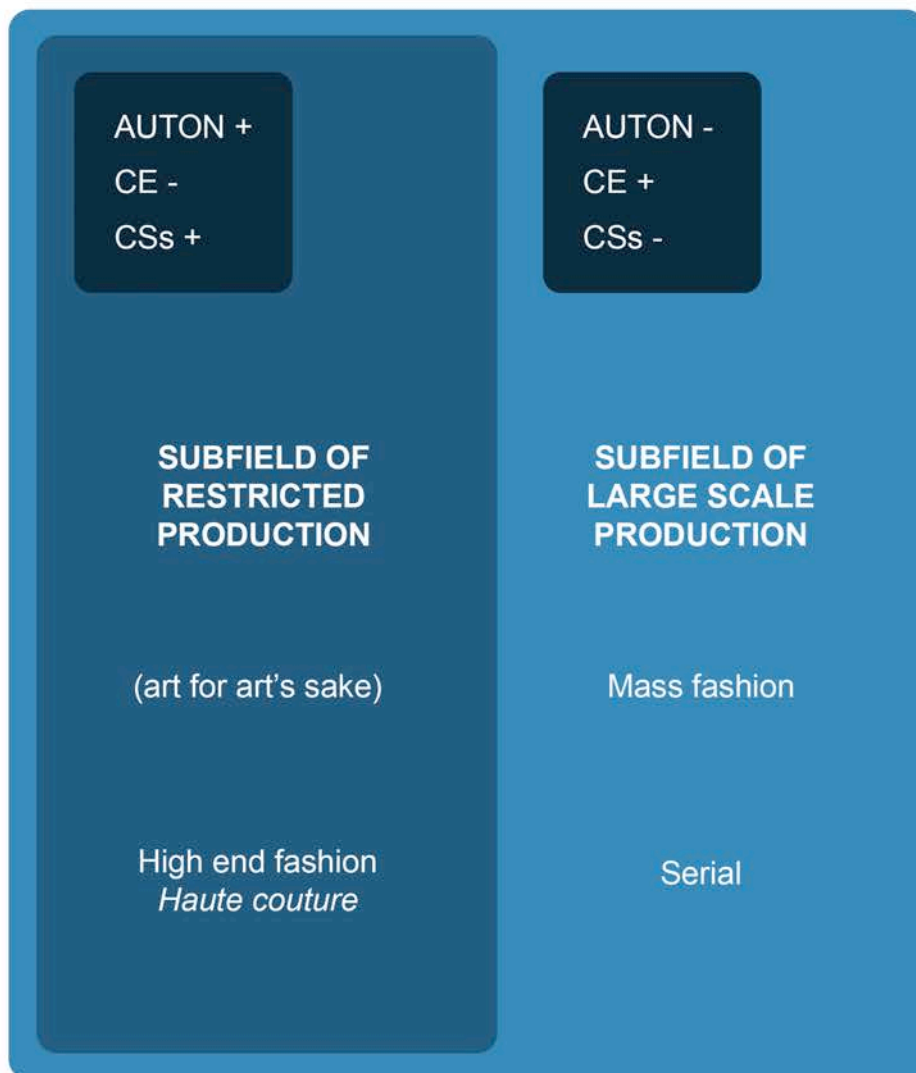 AUTON +
CE -
CSs +
SUBFIELD OF
RESTRICTED
PRODUCTION
(art for art's sake)
High end fashion
Haute couture
AUTON -
CE +
CSs -
SUBFIELD OF
LARGE SCALE
PRODUCTION
Mass fashion
Serial